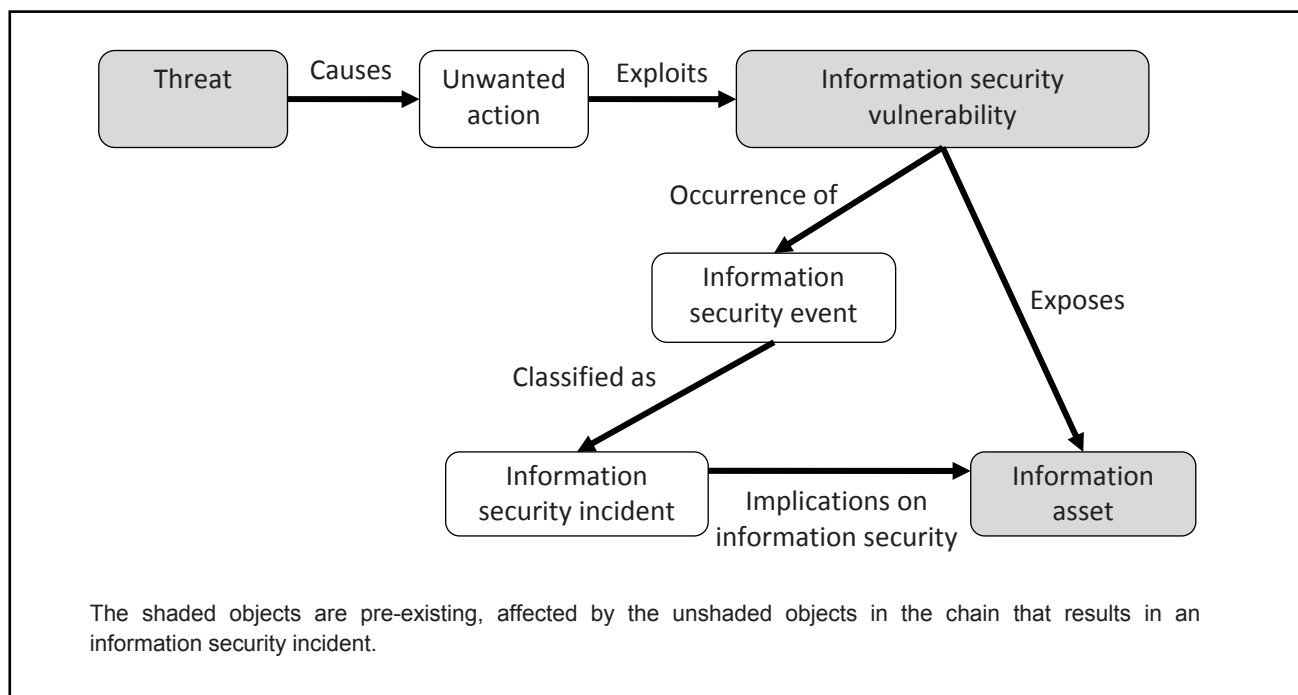 Threat
Causes
Unwanted
action
Exploits
Information security
vulnerability
Occurrence of
Information
security event
Exposes
Classified as
Information
security incident
Implications on
information security
Information
asset
The shaded objects are pre-existing, affected by the unshaded objects in the chain that results in an
information security incident.